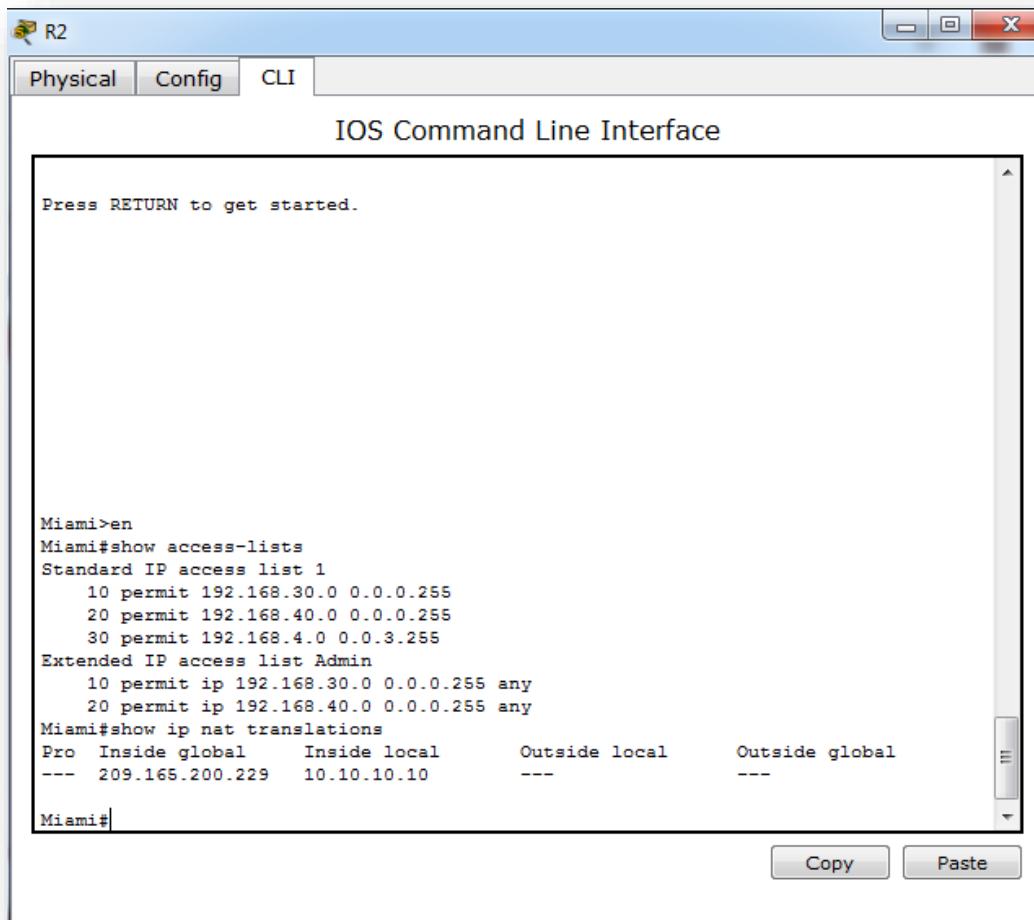 R2
Physical Config CLI
IOS Command Line Interface
Press RETURN to get started.
Miami>en
Miami#show access-lists
Standard IP access list 1
    10 permit 192.168.30.0 0.0.0.255
    20 permit 192.168.40.0 0.0.0.255
    30 permit 192.168.4.0 0.0.3.255
Extended IP access list Admin
    10 permit ip 192.168.30.0 0.0.0.255 any
    20 permit ip 192.168.40.0 0.0.0.255 any
Miami#show ip nat translations
Pro  Inside global     Inside local       Outside local      Outside global
---  209.165.200.229   10.10.10.10        ---                ---
Miami#
Copy Paste